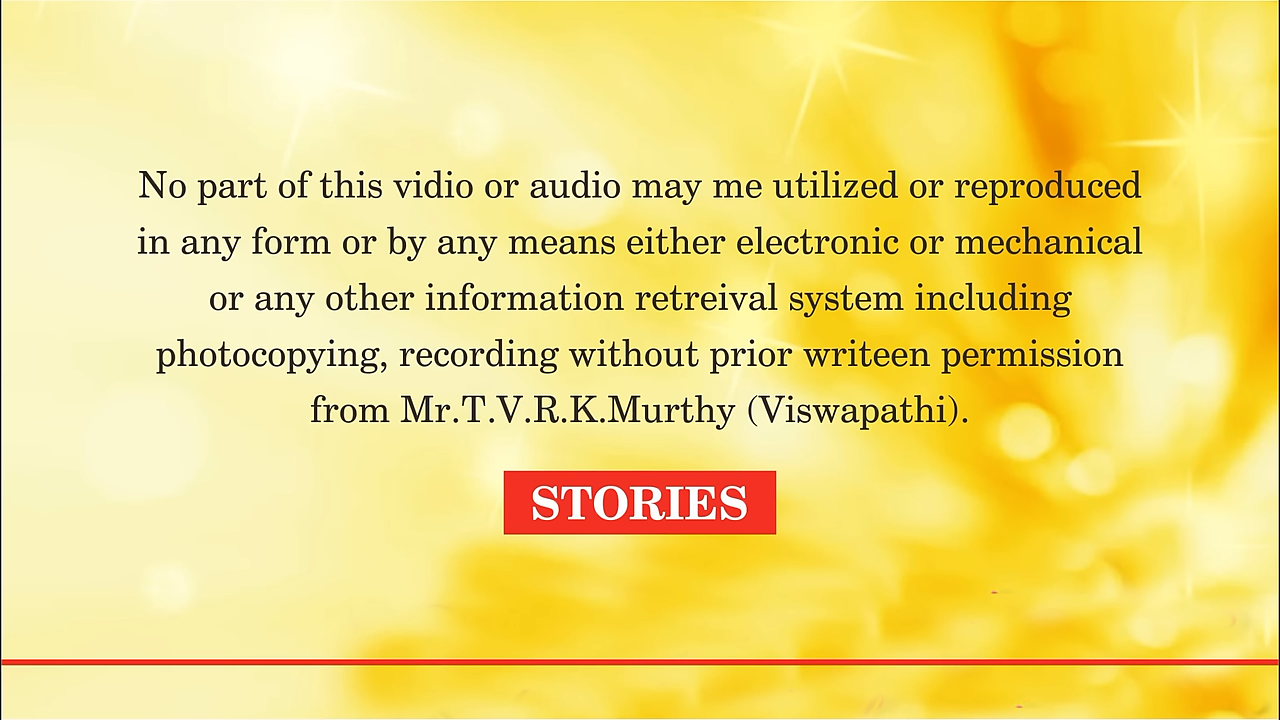 No part of this vidio or audio may me utilized or reproduced
in any form or by any means either electronic or mechanical
or any other information retreival system including
photocopying, recording without prior writeen permission
from Mr.T.V.R.K.Murthy (Viswapathi).
STORIES